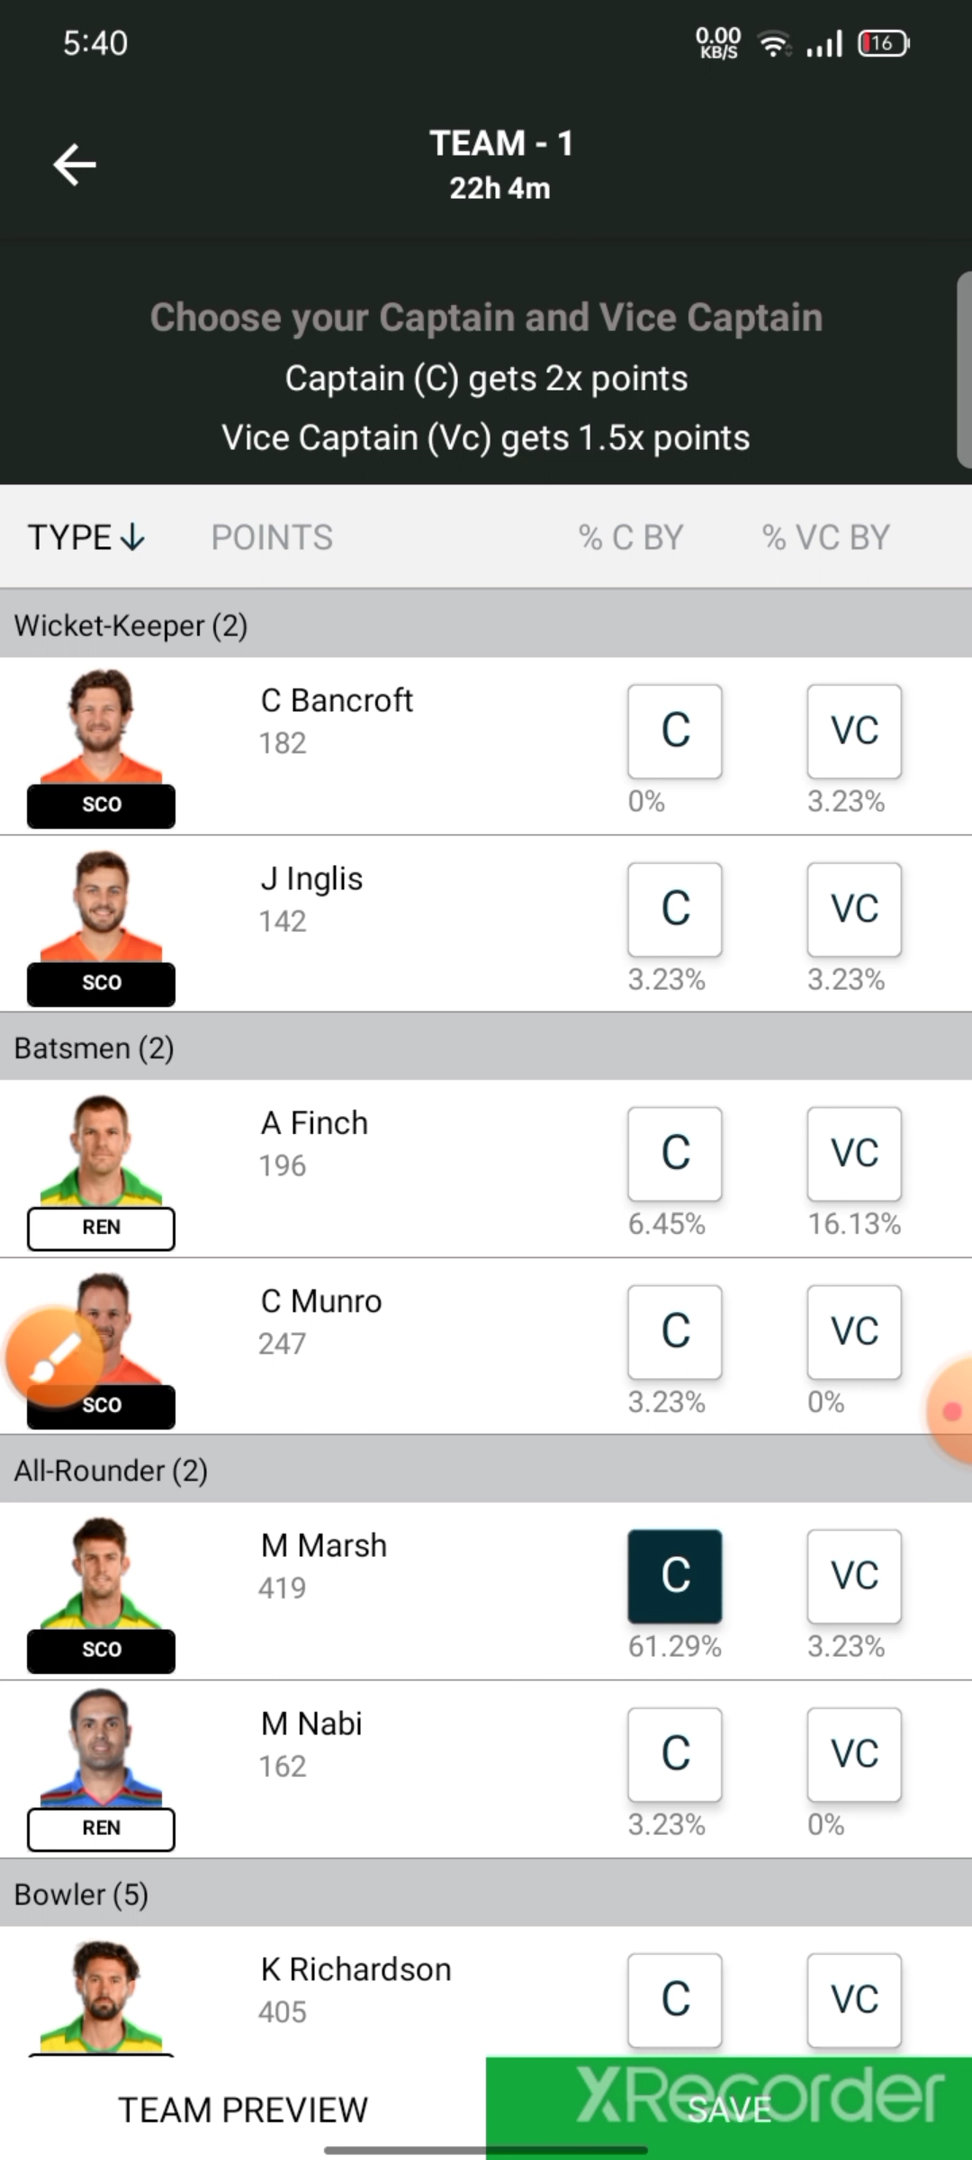 5:40
0.00 KB/S
16
TEAM - 1
22h 4m
Choose your Captain and Vice Captain
Captain (C) gets 2x points
Vice Captain (Vc) gets 1.5x points
TYPE↓ POINTS % C BY % VC BY
Wicket-Keeper (2)
C Bancroft
182
C VC
0% 3.23%
SCO
J Inglis
142
C VC
3.23% 3.23%
SCO
Batsmen (2)
A Finch
196
C VC
6.45% 16.13%
REN
C Munro
247
C VC
3.23% 0%
SCO
All-Rounder (2)
M Marsh
419
C VC
61.29% 3.23%
SCO
M Nabi
162
C VC
3.23% 0%
REN
Bowler (5)
K Richardson
405
C VC
TEAM PREVIEW SAVE
XRecorder